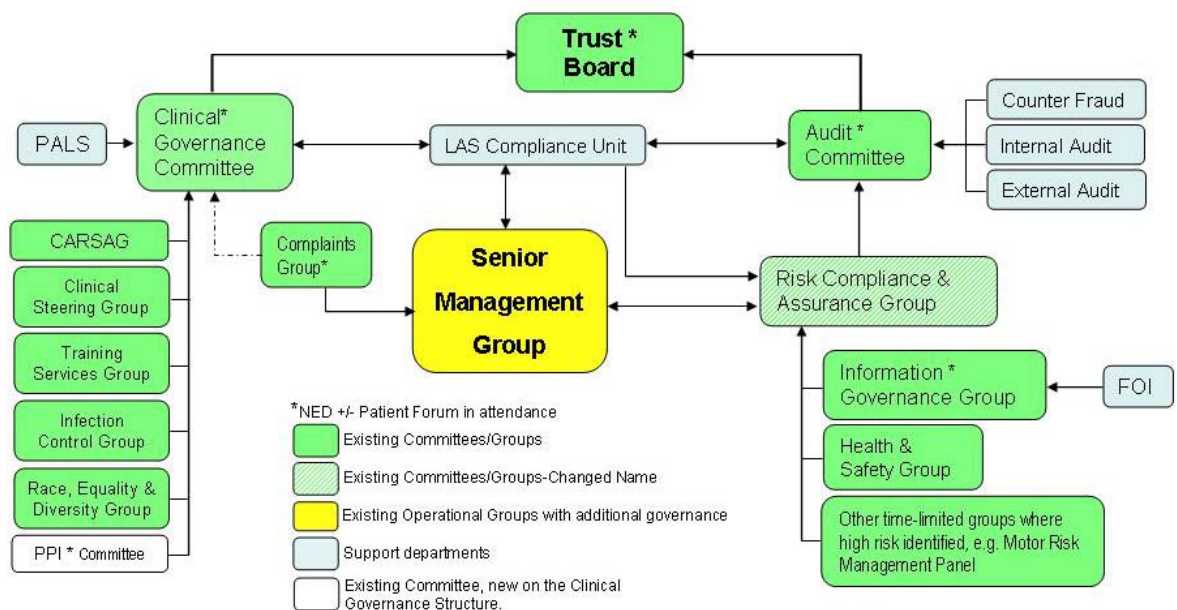 Trust *
Board
Clinical*
Governance
Committee
PALS
LAS Compliance Unit
Audit *
Committee
Counter Fraud
Internal Audit
External Audit
CARSAG
Clinical
Steering Group
Training
Services Group
Infection
Control Group
Race, Equality &
Diversity Group
PPI * Committee
Complaints
Group*
Senior
Management
Group
Risk Compliance &
Assurance Group
Information *
Governance Group
FOI
Health &
Safety Group
Other time-limited groups where
high risk identified, e.g. Motor Risk
Management Panel
*NED +/- Patient Forum in attendance
Existing Committees/Groups
Existing Committees/Groups-Changed Name
Existing Operational Groups with additional governance
Support departments
Existing Committee, new on the Clinical
Governance Structure.